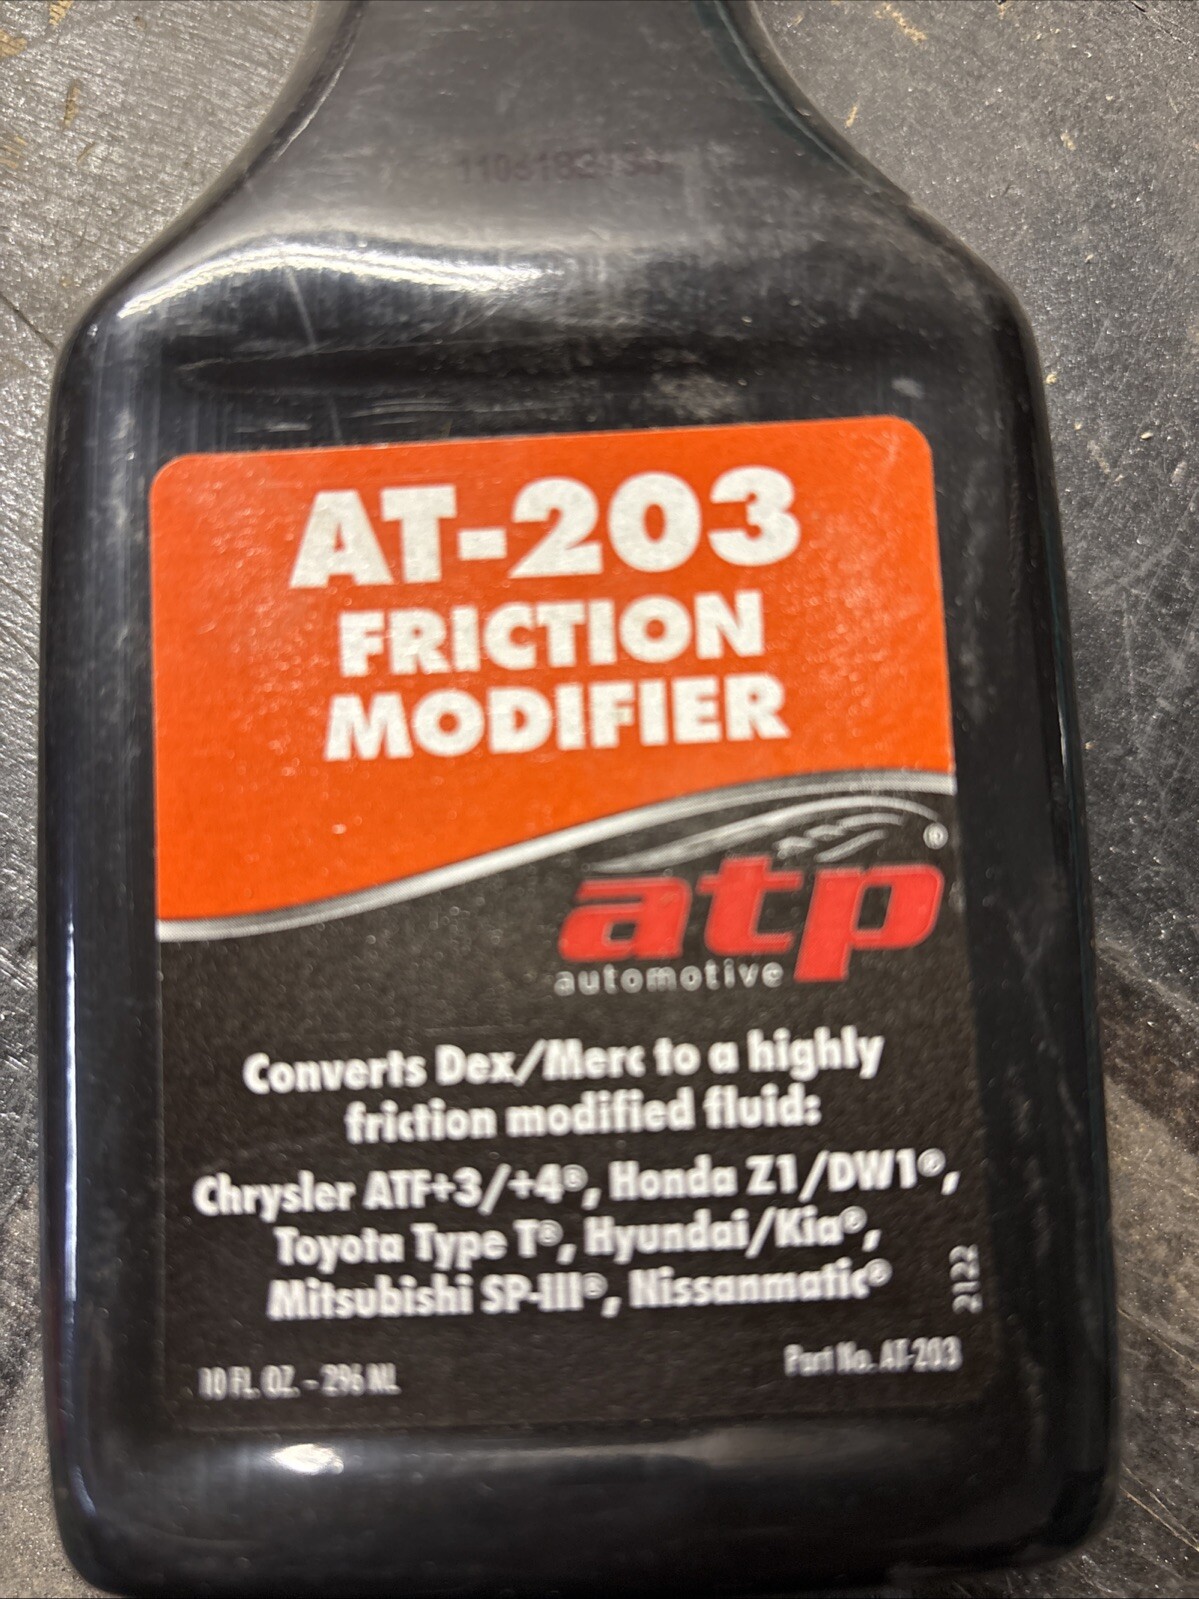 AT-203
FRICTION
MODIFIER
atp®
automotive
Converts Dex/Merc to a highly
friction modified fluid:
Chrysler ATF+3/+4®, Honda Z1/DW1®,
Toyota Type T®, Hyundai/Kia®,
Mitsubishi SP-III®, Nissanmatic®
2122
10 FL. OZ. - 296 ML
Part No. AT-203